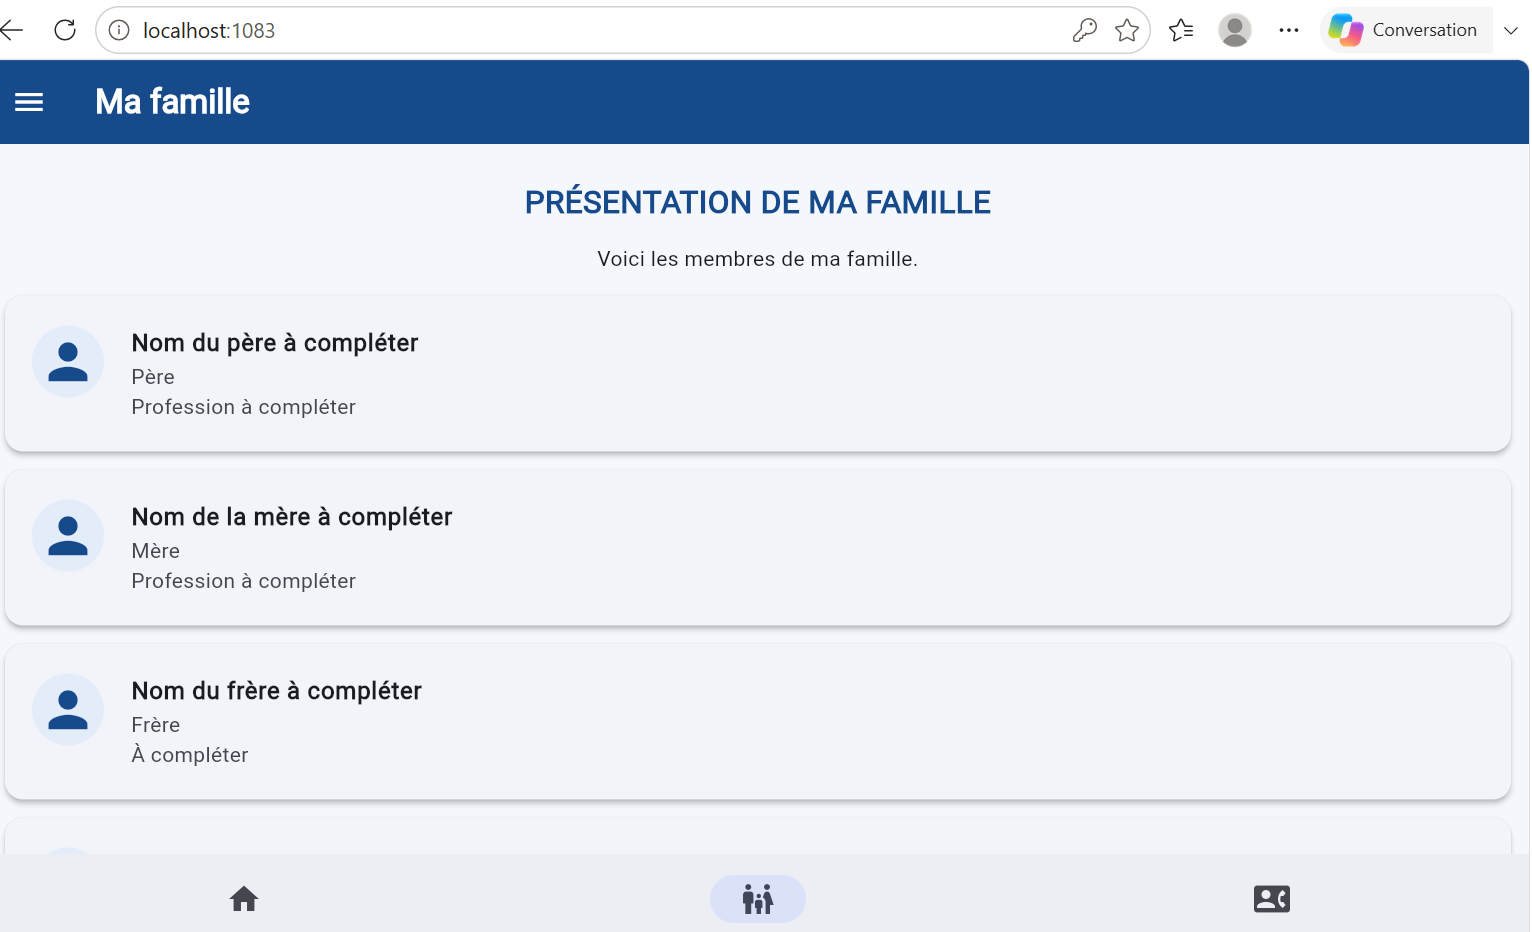 localhost:1083
Conversation
Ma famille
PRÉSENTATION DE MA FAMILLE
Voici les membres de ma famille.
Nom du père à compléter
Père
Profession à compléter
Nom de la mère à compléter
Mère
Profession à compléter
Nom du frère à compléter
Frère
À compléter